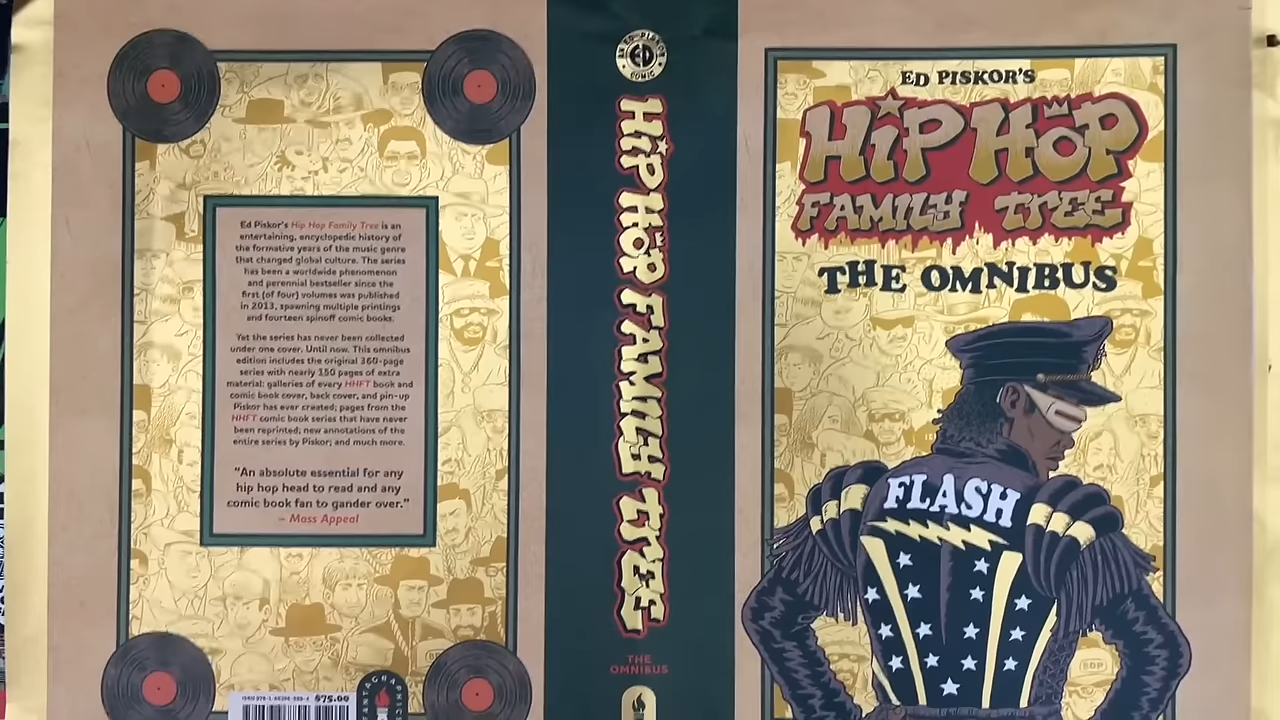 Ed Piskor's Hip Hop Family Tree is an
entertaining, encyclopedic history of
the formative years of the music genre
that changed global culture. The series
has been a worldwide phenomenon
and perennial bestseller since the
first (of four) volumes was published
in 2013, spawning multiple printings
and fourteen spinoff comic books.
Yet the series has never been collected
under one cover. Until now. This omnibus
edition includes the original 360-page
series with nearly 150 pages of extra
material: galleries of every HHFT book and
comic book cover, back cover, and pin-up
Piskor has ever created; pages from the
HHFT comic book series that have never
been reprinted; new annotations of the
entire series by Piskor; and much more.
"An absolute essential for any
hip hop head to read and any
comic book fan to gander over."
– Mass Appeal
$75.00
FANTAGRAPHICS
AN ED PISKOR
ED
COMIC
HIP HOP FAMILY TREE
THE
OMNIBUS
ED PISKOR'S
HIP HOP
FAMILY TREE
THE OMNIBUS
FLASH
BDP